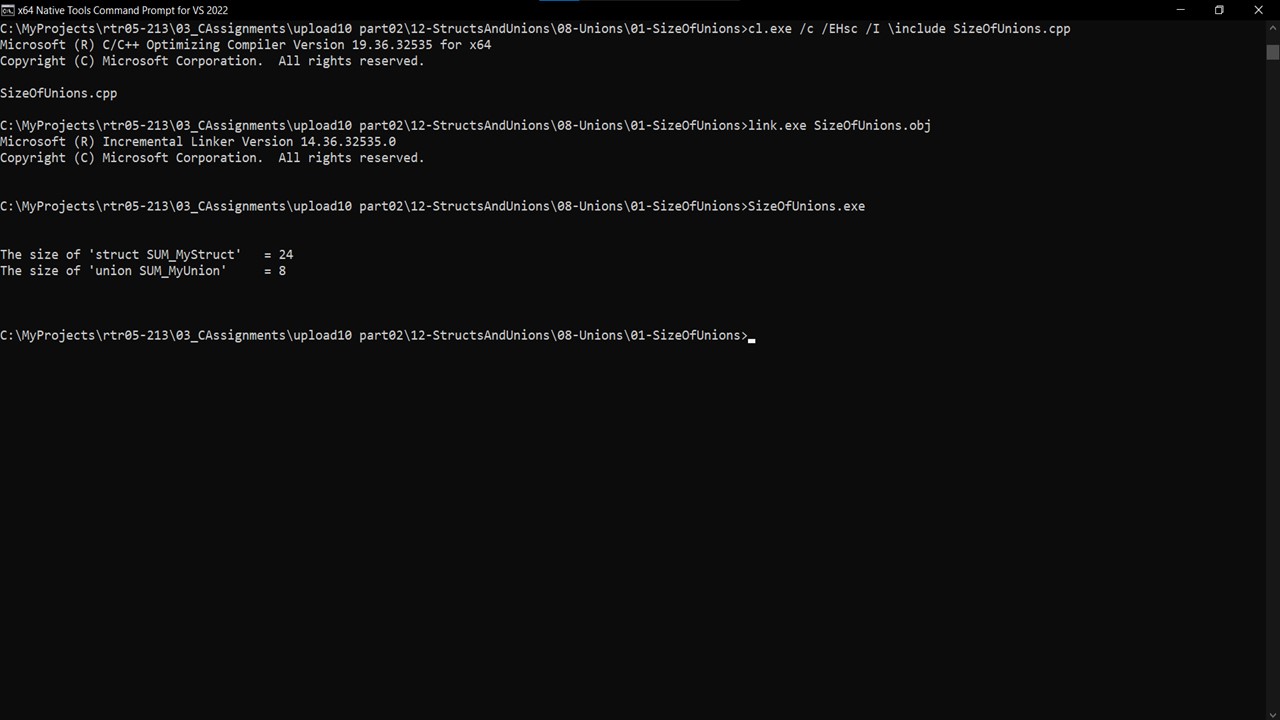 x64 Native Tools Command Prompt for VS 2022
C:\MyProjects\rtr05-213\03_CAssignments\upload10 part02\12-StructsAndUnions\08-Unions\01-SizeOfUnions>cl.exe /c /EHsc /I \include SizeOfUnions.cpp
Microsoft (R) C/C++ Optimizing Compiler Version 19.36.32535 for x64
Copyright (C) Microsoft Corporation.  All rights reserved.
SizeOfUnions.cpp
C:\MyProjects\rtr05-213\03_CAssignments\upload10 part02\12-StructsAndUnions\08-Unions\01-SizeOfUnions>link.exe SizeOfUnions.obj
Microsoft (R) Incremental Linker Version 14.36.32535.0
Copyright (C) Microsoft Corporation.  All rights reserved.
C:\MyProjects\rtr05-213\03_CAssignments\upload10 part02\12-StructsAndUnions\08-Unions\01-SizeOfUnions>SizeOfUnions.exe
The size of 'struct SUM_MyStruct'   = 24
The size of 'union SUM_MyUnion'     = 8
C:\MyProjects\rtr05-213\03_CAssignments\upload10 part02\12-StructsAndUnions\08-Unions\01-SizeOfUnions>